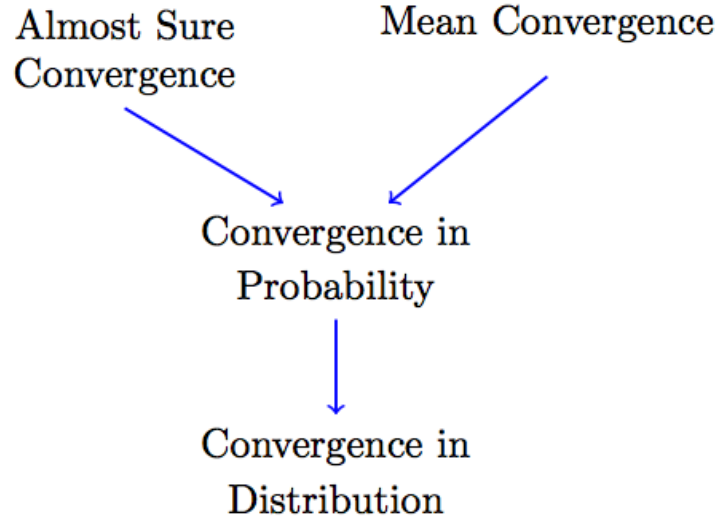 Almost Sure
Convergence
Mean Convergence
Convergence in
Probability
Convergence in
Distribution